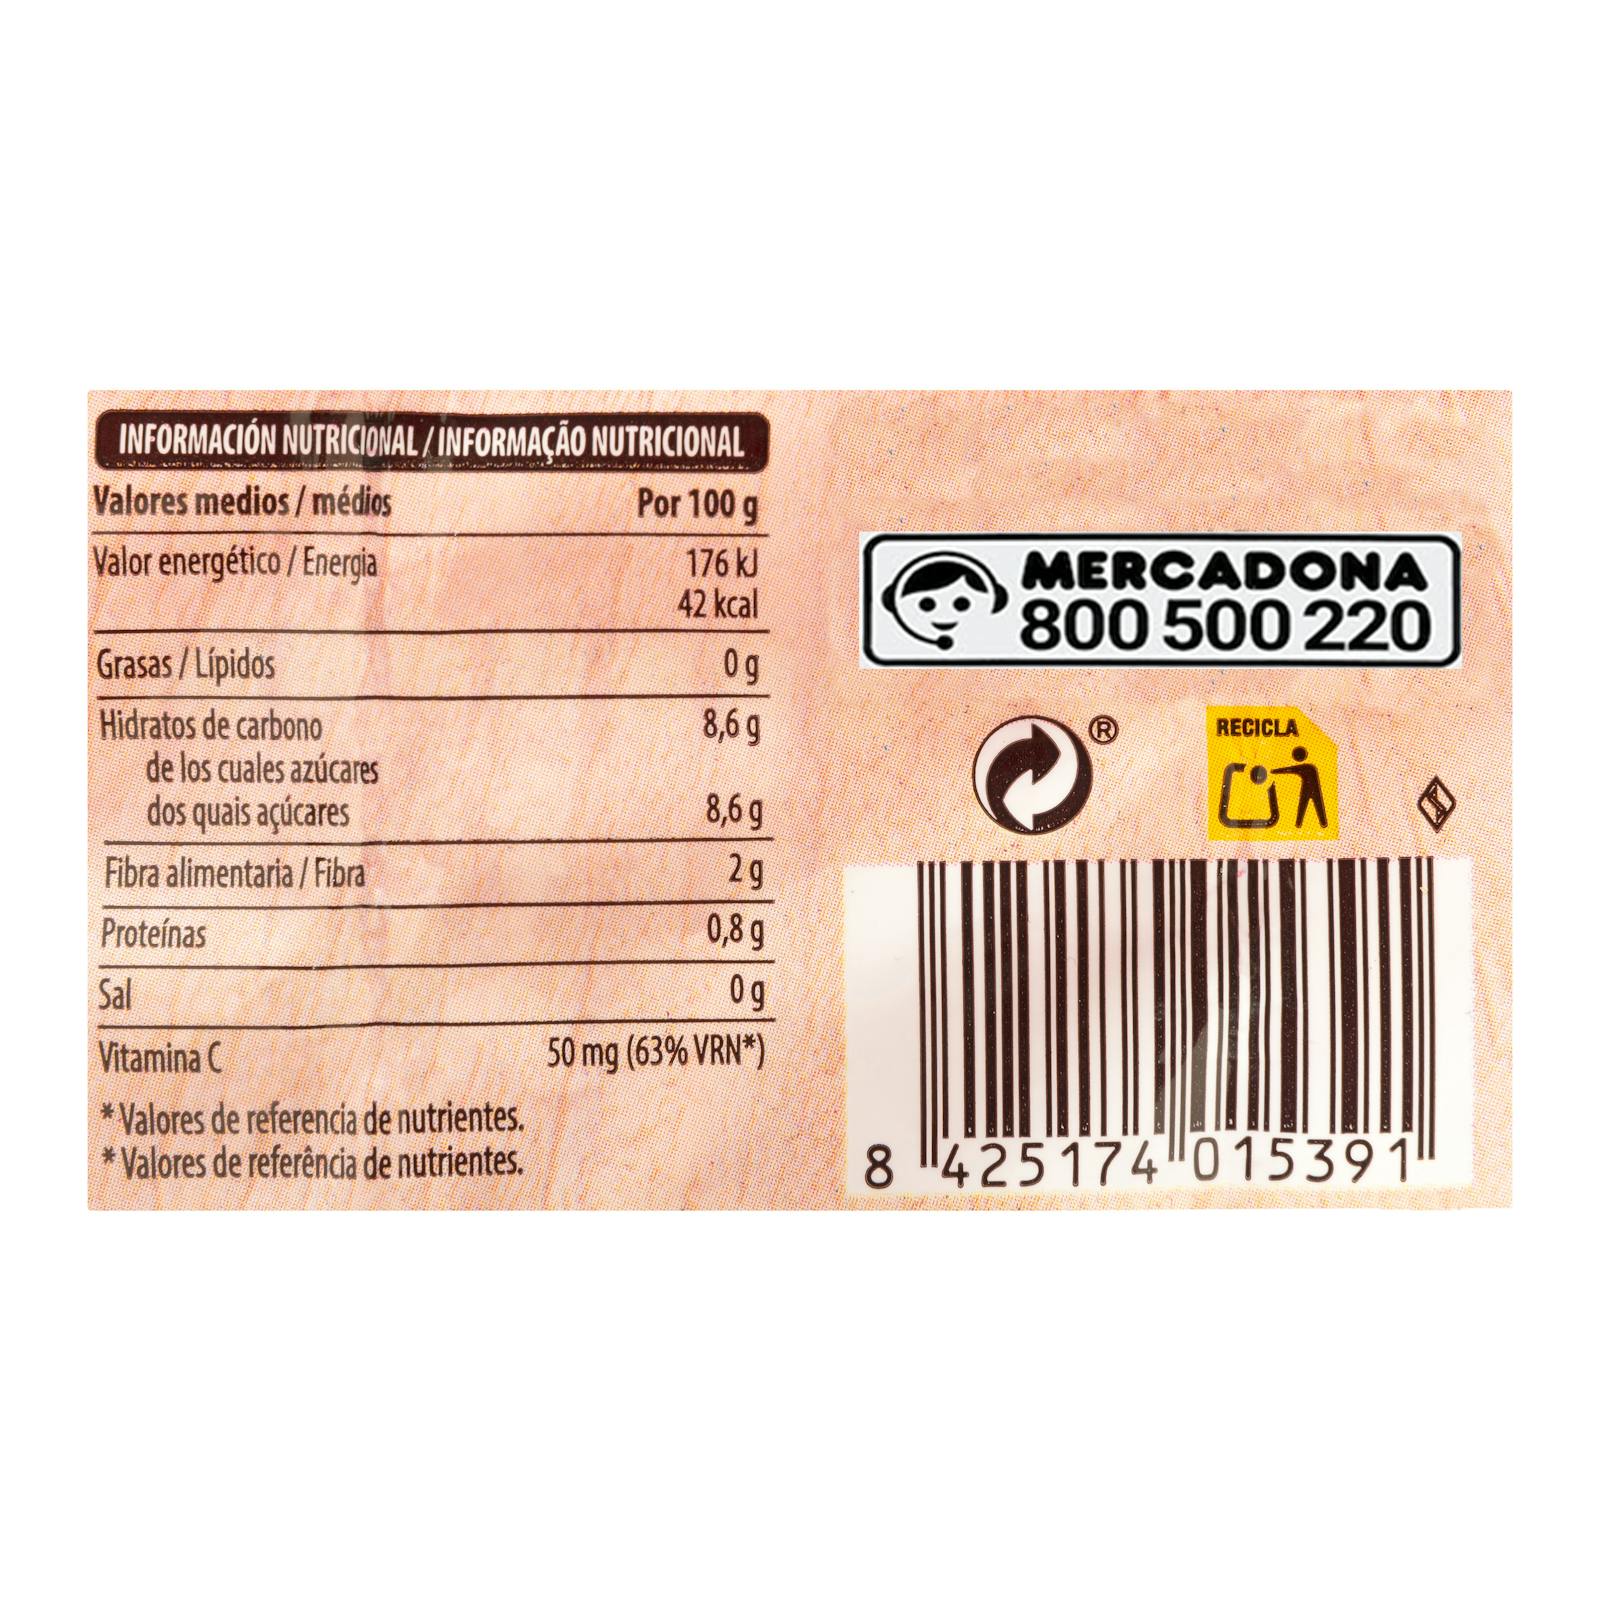 INFORMACIÓN NUTRICIONAL / INFORMAÇÃO NUTRICIONAL
Valores medios / médios Por 100 g
Valor energético / Energia 176 kJ
42 kcal
Grasas / Lípidos 0 g
Hidratos de carbono 8,6 g
de los cuales azúcares
dos quais açúcares 8,6 g
Fibra alimentaria / Fibra 2 g
Proteínas 0,8 g
Sal 0 g
Vitamina C 50 mg (63% VRN*)
* Valores de referencia de nutrientes.
* Valores de referência de nutrientes.
MERCADONA
800 500 220
®
RECICLA
8 425174 015391